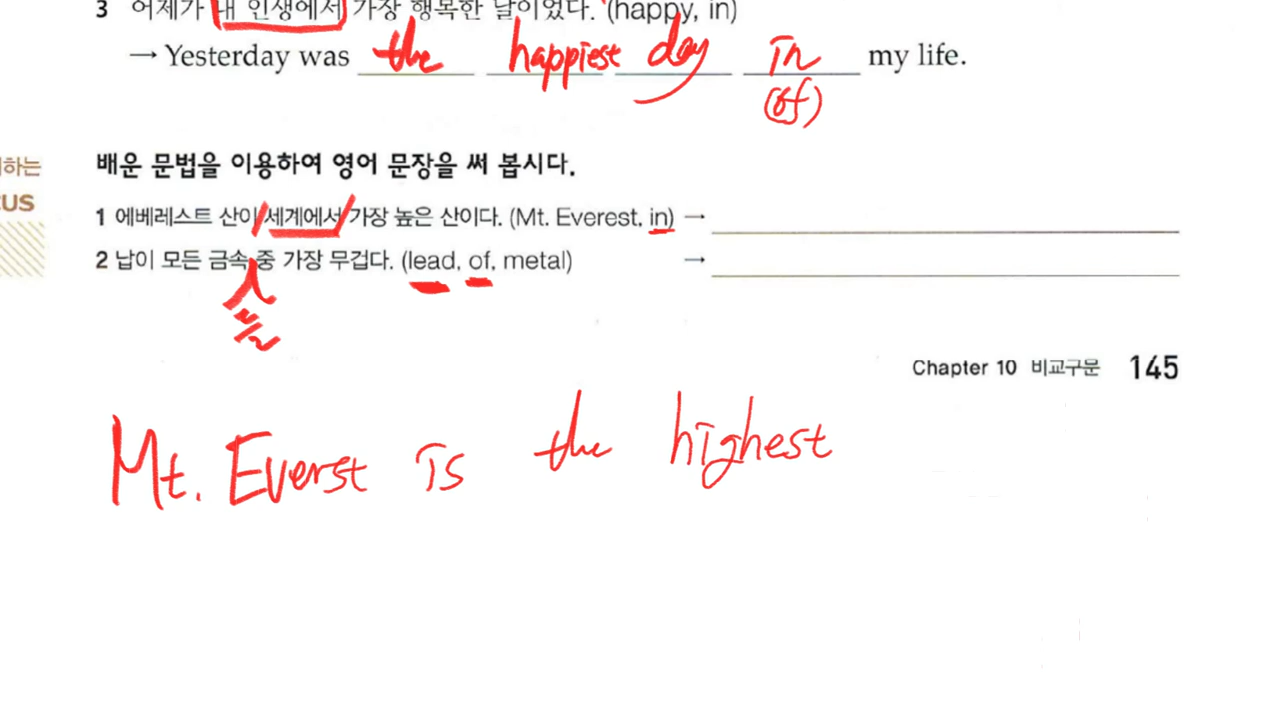 3 어제가 내 인생에서 가장 행복한 날이었다. (happy, in)
→ Yesterday was the happiest day in my life.
(of)
하는
배운 문법을 이용하여 영어 문장을 써 봅시다.
CUS
1 에베레스트 산이 세계에서 가장 높은 산이다. (Mt. Everest, in) →
2 납이 모든 금속 중 가장 무겁다. (lead, of, metal) →
들
Chapter 10 비교구문 145
Mt. Everst is the highest